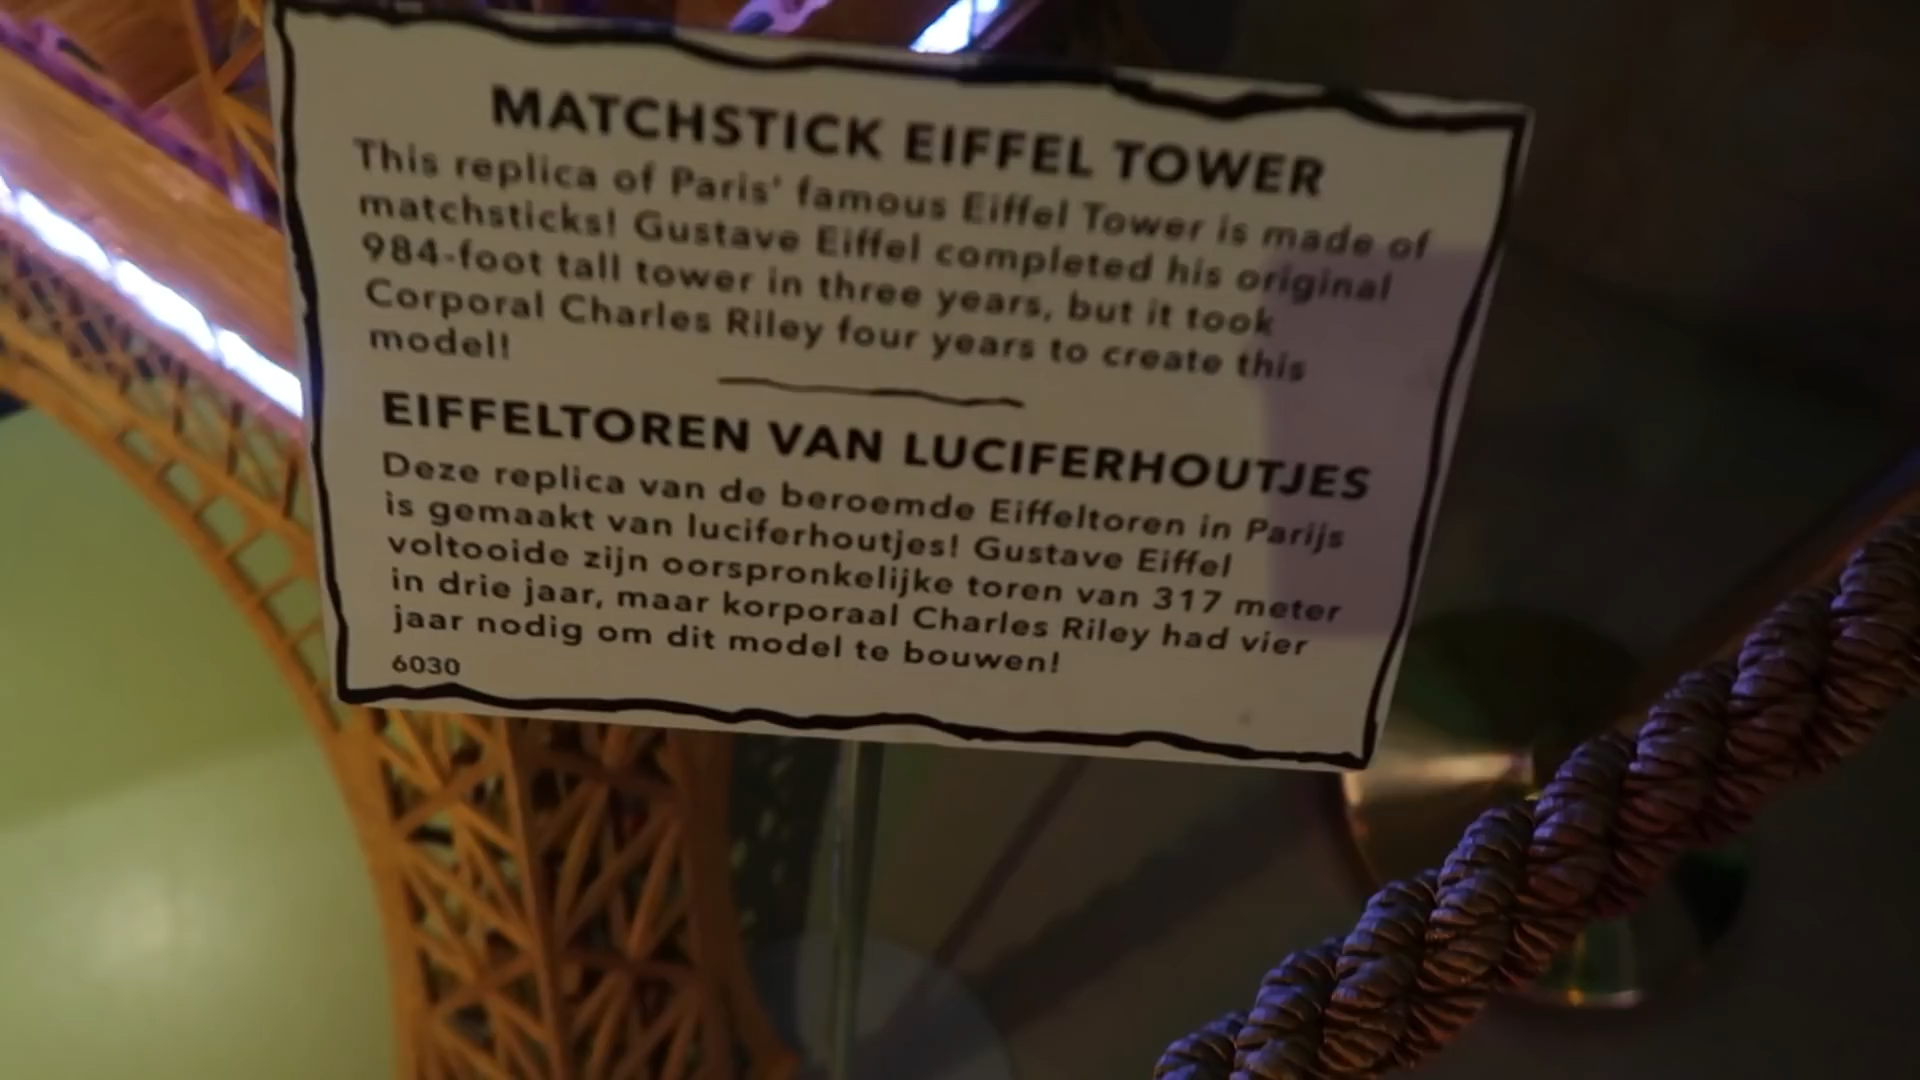 MATCHSTICK EIFFEL TOWER
This replica of Paris' famous Eiffel Tower is made of
matchsticks! Gustave Eiffel completed his original
984-foot tall tower in three years, but it took
Corporal Charles Riley four years to create this
model!
EIFFELTOREN VAN LUCIFERHOUTJES
Deze replica van de beroemde Eiffeltoren in Parijs
is gemaakt van luciferhoutjes! Gustave Eiffel
voltooide zijn oorspronkelijke toren van 317 meter
in drie jaar, maar korporaal Charles Riley had vier
jaar nodig om dit model te bouwen!
6030